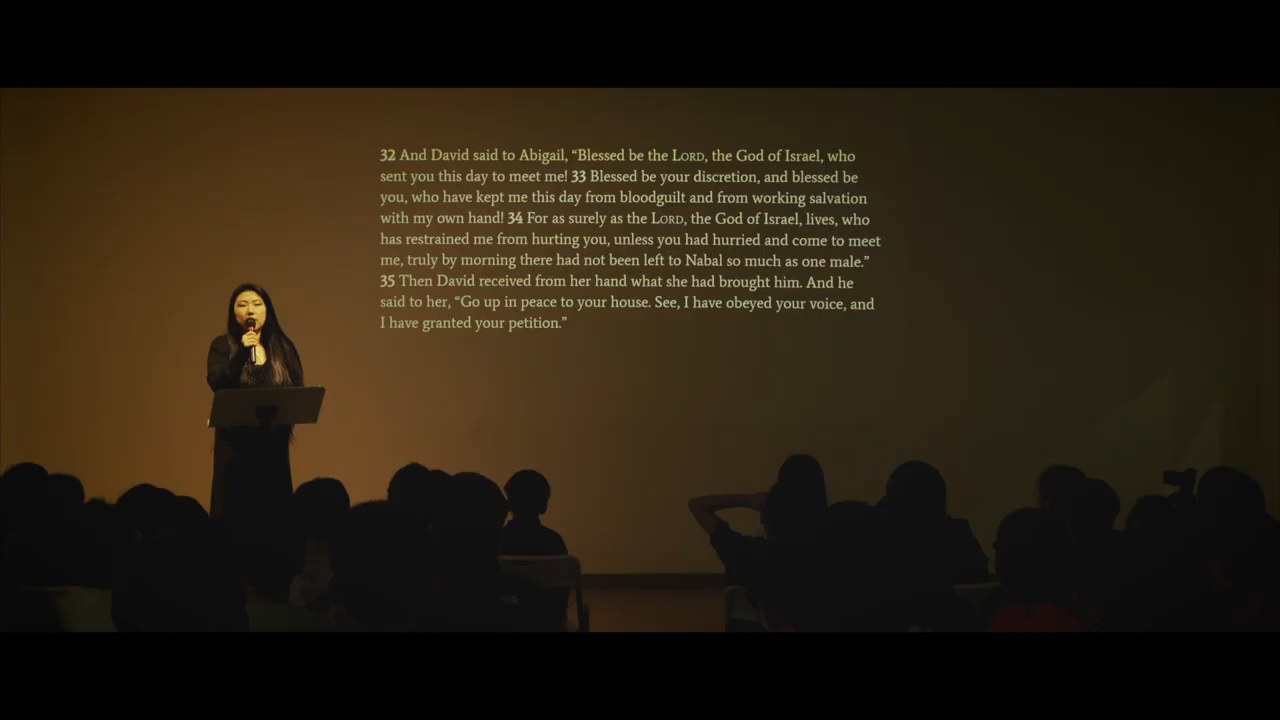 32 And David said to Abigail, “Blessed be the LORD, the God of Israel, who
sent you this day to meet me! 33 Blessed be your discretion, and blessed be
you, who have kept me this day from bloodguilt and from working salvation
with my own hand! 34 For as surely as the LORD, the God of Israel, lives, who
has restrained me from hurting you, unless you had hurried and come to meet
me, truly by morning there had not been left to Nabal so much as one male.”
35 Then David received from her hand what she had brought him. And he
said to her, “Go up in peace to your house. See, I have obeyed your voice, and
I have granted your petition.”